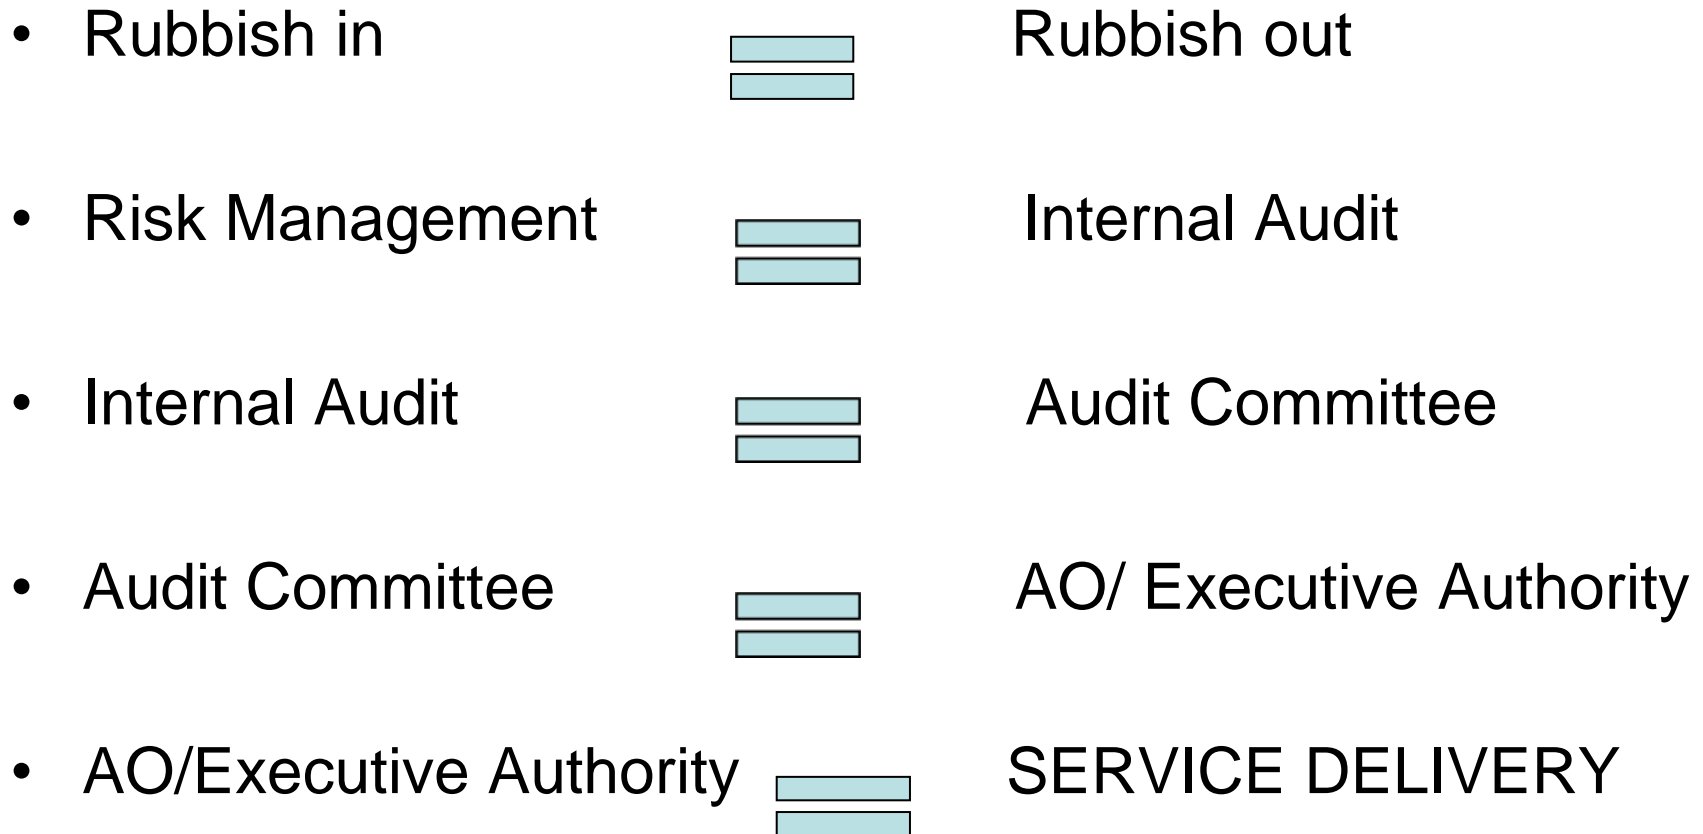 • Rubbish in = Rubbish out
• Risk Management = Internal Audit
• Internal Audit = Audit Committee
• Audit Committee = AO/ Executive Authority
• AO/Executive Authority = SERVICE DELIVERY